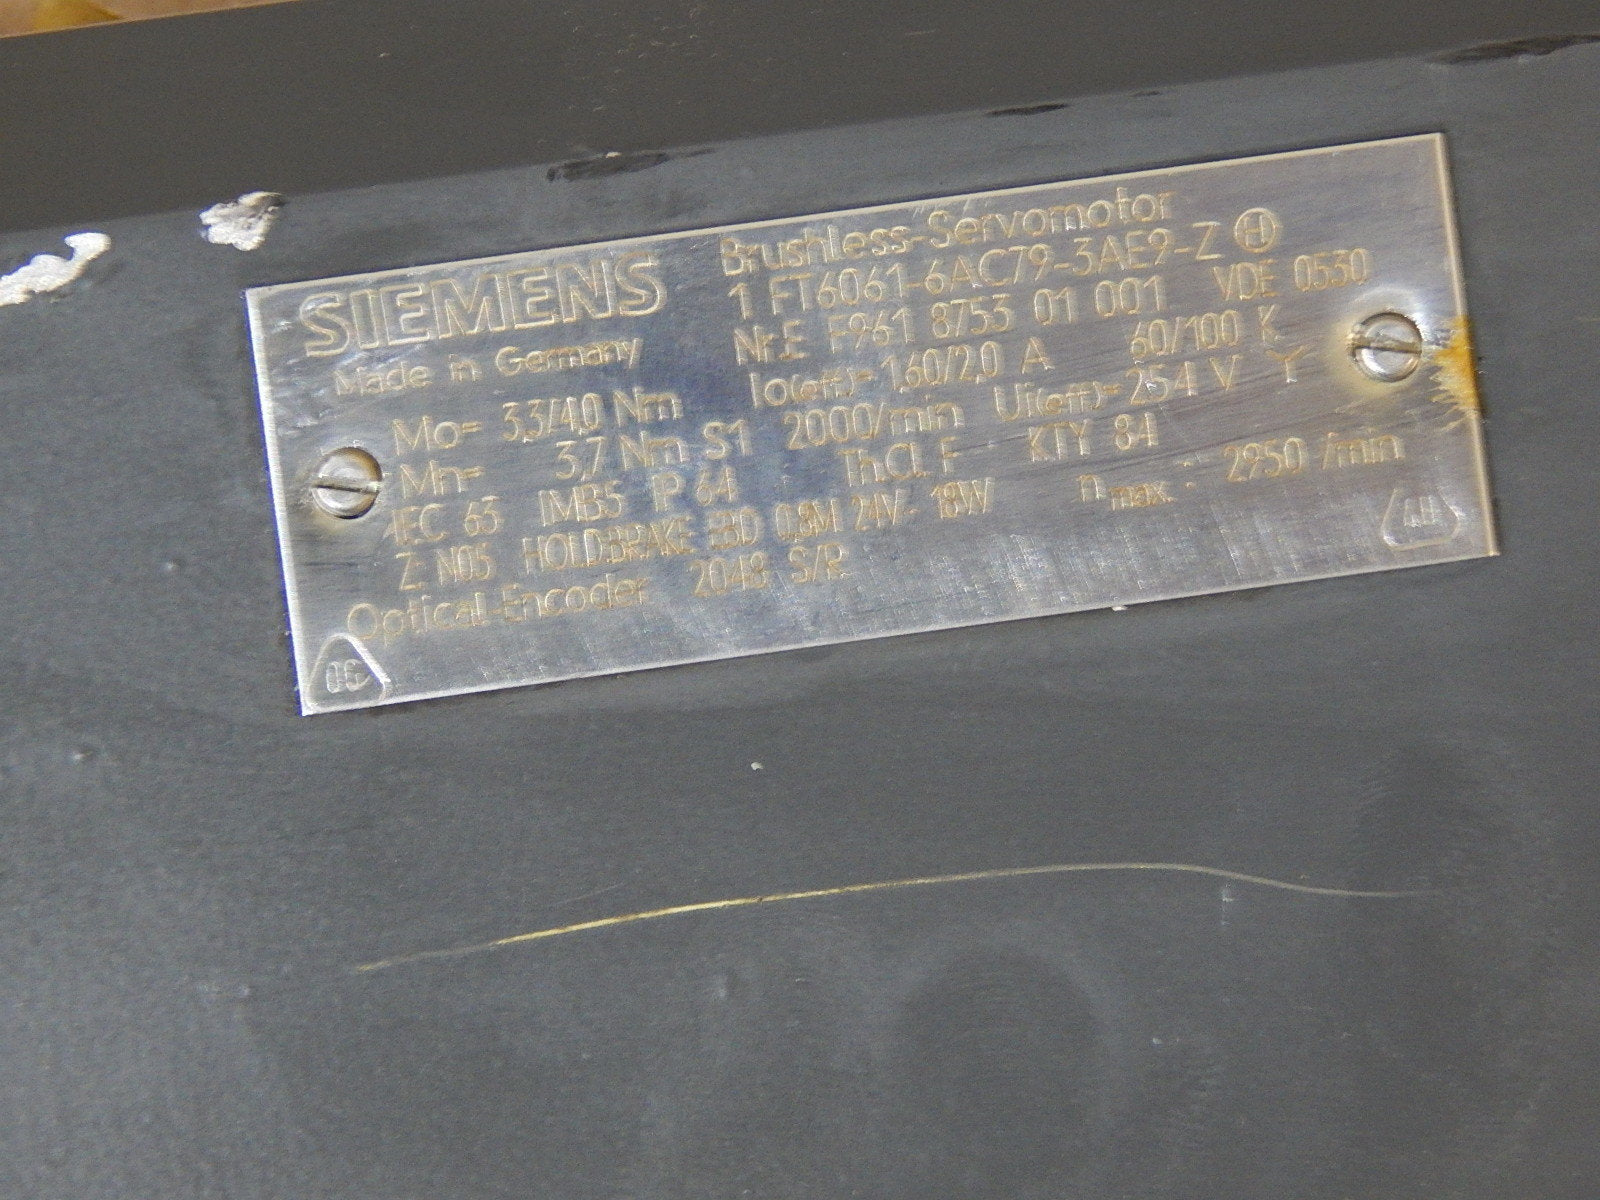 SIEMENS
Made in Germany
Brushless-Servomotor
1 FT6061-6AC79-3AE9-Z H
Nr.E F961 8753 01 001 VDE 0530
Mo= 3,3/4,0 Nm Io(eff)= 1,60/2,0 A 60/100 K
Mn= 3,7 Nm S1 2000/min Ui(eff)= 254 V Y
IEC 63 IMB5 IP 64 Th.Cl. F KTY 84
Z: N05 HOLD.BRAKE EBD 0,8M 24V- 18W nmax. : 2950 /min
Optical-Encoder 2048 S/R